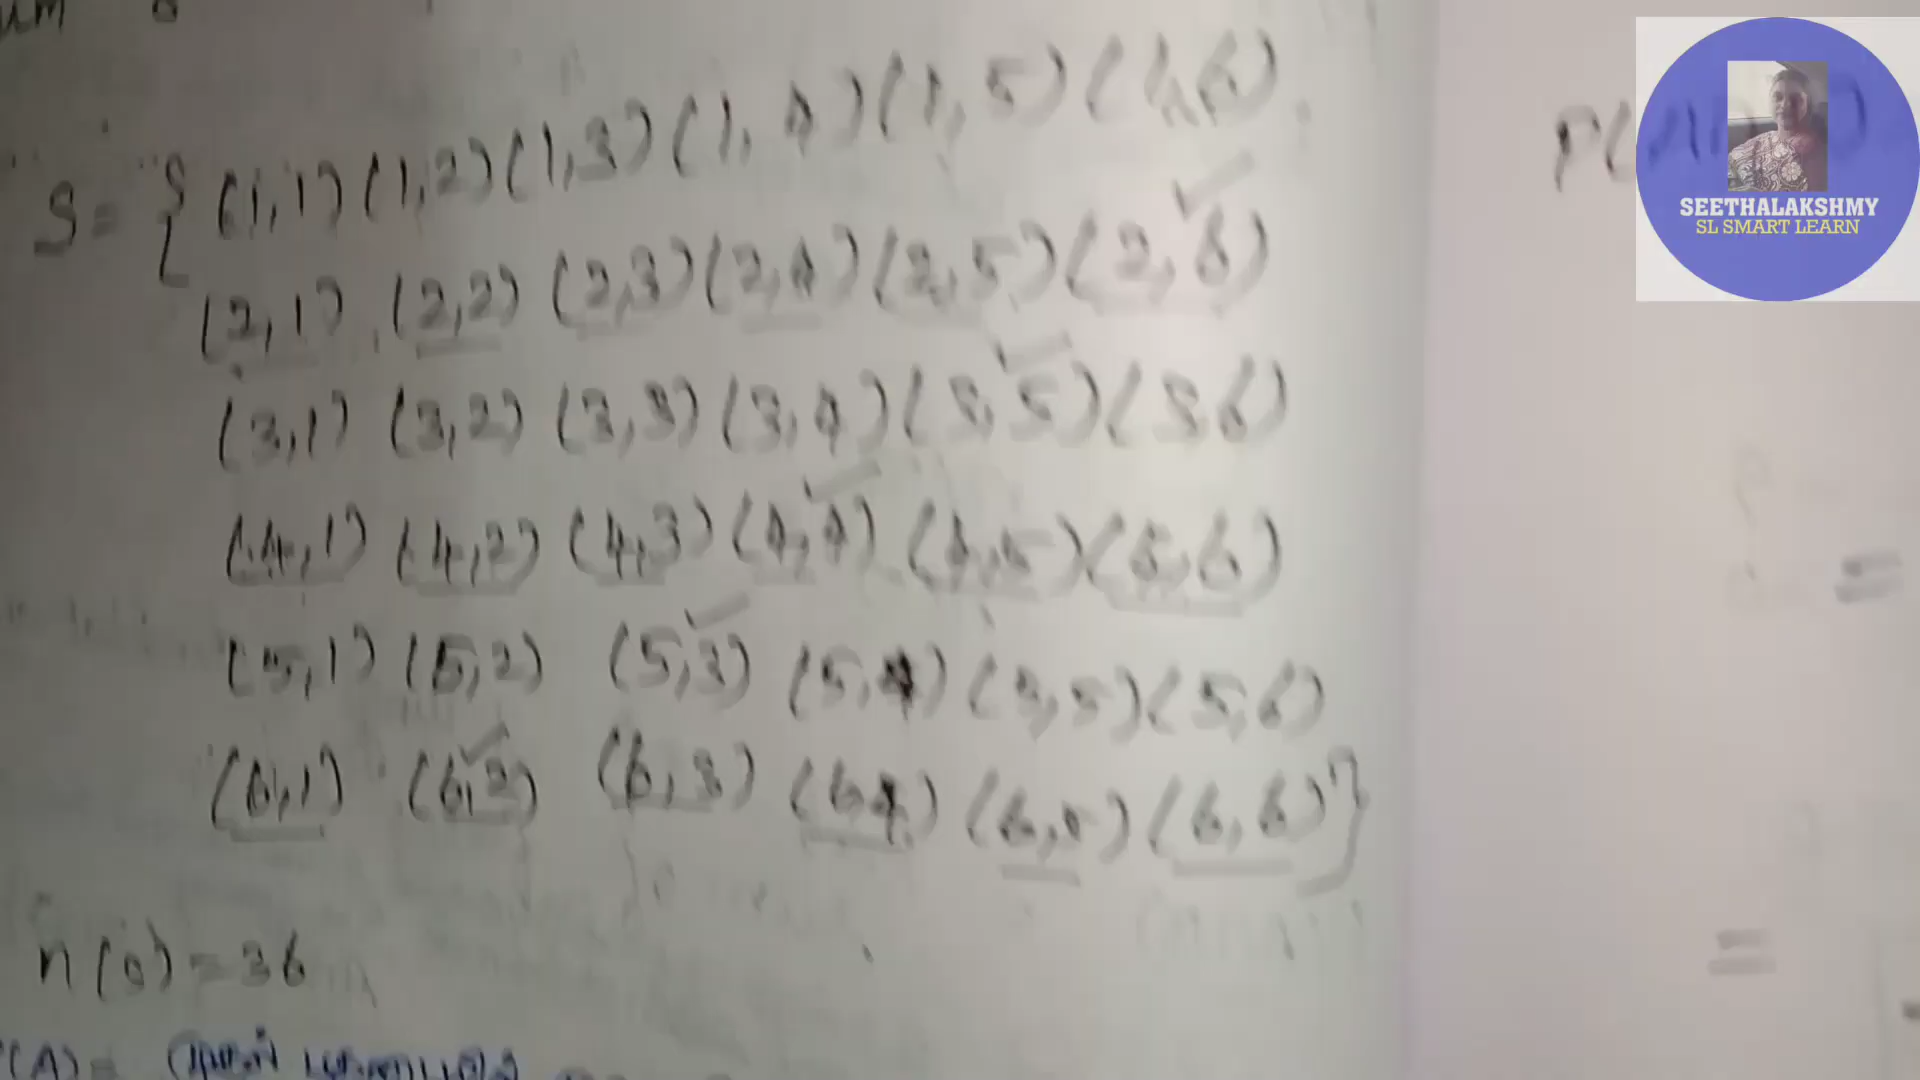 S = { (1,1) (1,2) (1,3) (1,4) (1,5) (1,6)
(2,1) (2,2) (2,3) (2,4) (2,5) (2,6)
(3,1) (3,2) (3,3) (3,4) (3,5) (3,6)
(4,1) (4,2) (4,3) (4,4) (4,5) (5,6)
(5,1) (5,2) (5,3) (5,4) (3,5) (5,6)
(6,1) (6,2) (6,3) (6,4) (6,5) (6,6) }
n(s) = 36
P(A) =
SEETHALAKSHMY
SL SMART LEARN